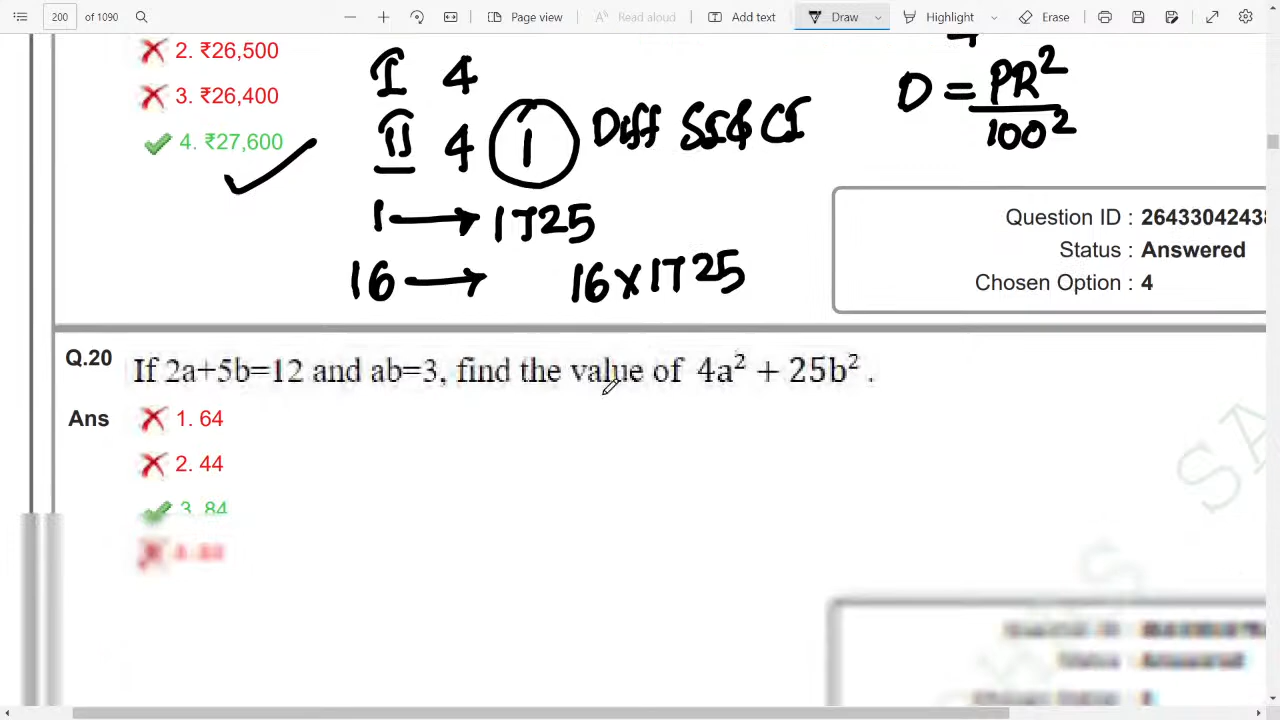 200 of 1090 Page view Read aloud Add text Draw Highlight Erase
2. ₹26,500
3. ₹26,400
4. ₹27,600
I 4
II 4 1 Diff SI & CI
1 → 1725
16 → 16×1725
D = PR²
100²
Question ID : 26433042438
Status : Answered
Chosen Option : 4
Q.20 If 2a+5b=12 and ab=3, find the value of 4a² + 25b² .
Ans 1. 64
2. 44
3. 84